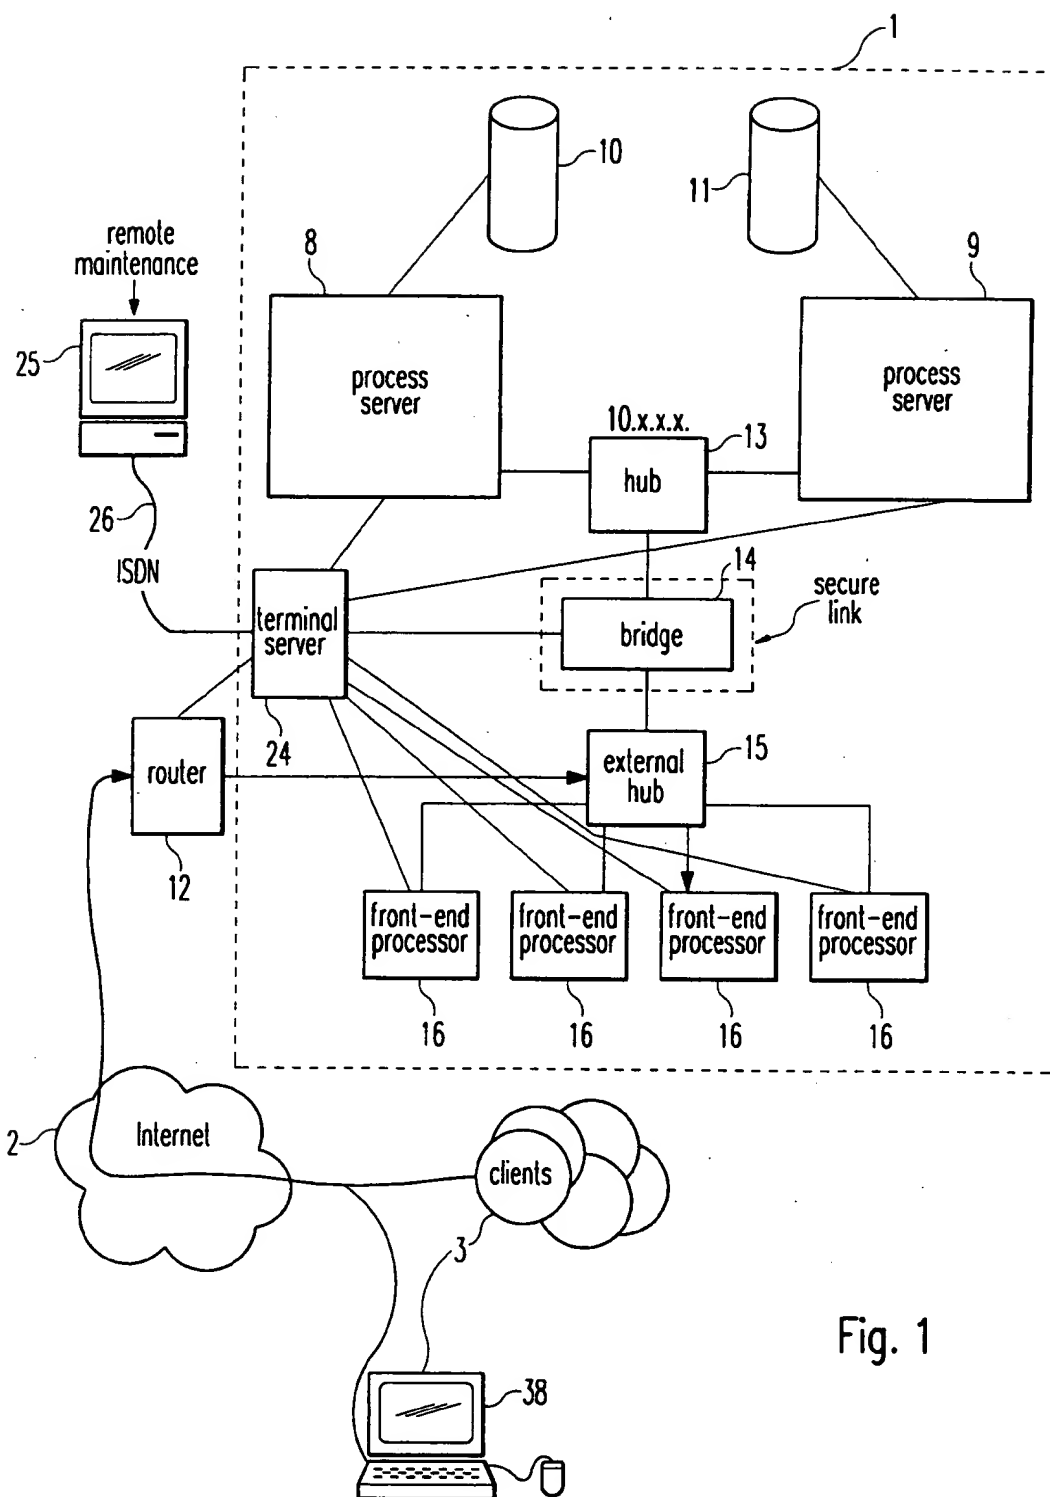 1
10
11
remote
maintenance
8
9
25
process
server
process
server
10.x.x.x.
13
hub
26
ISDN
14
secure
link
terminal
server
bridge
24
15
router
external
hub
12
front-end
processor
front-end
processor
front-end
processor
front-end
processor
16
16
16
16
2
Internet
clients
3
Fig. 1
38